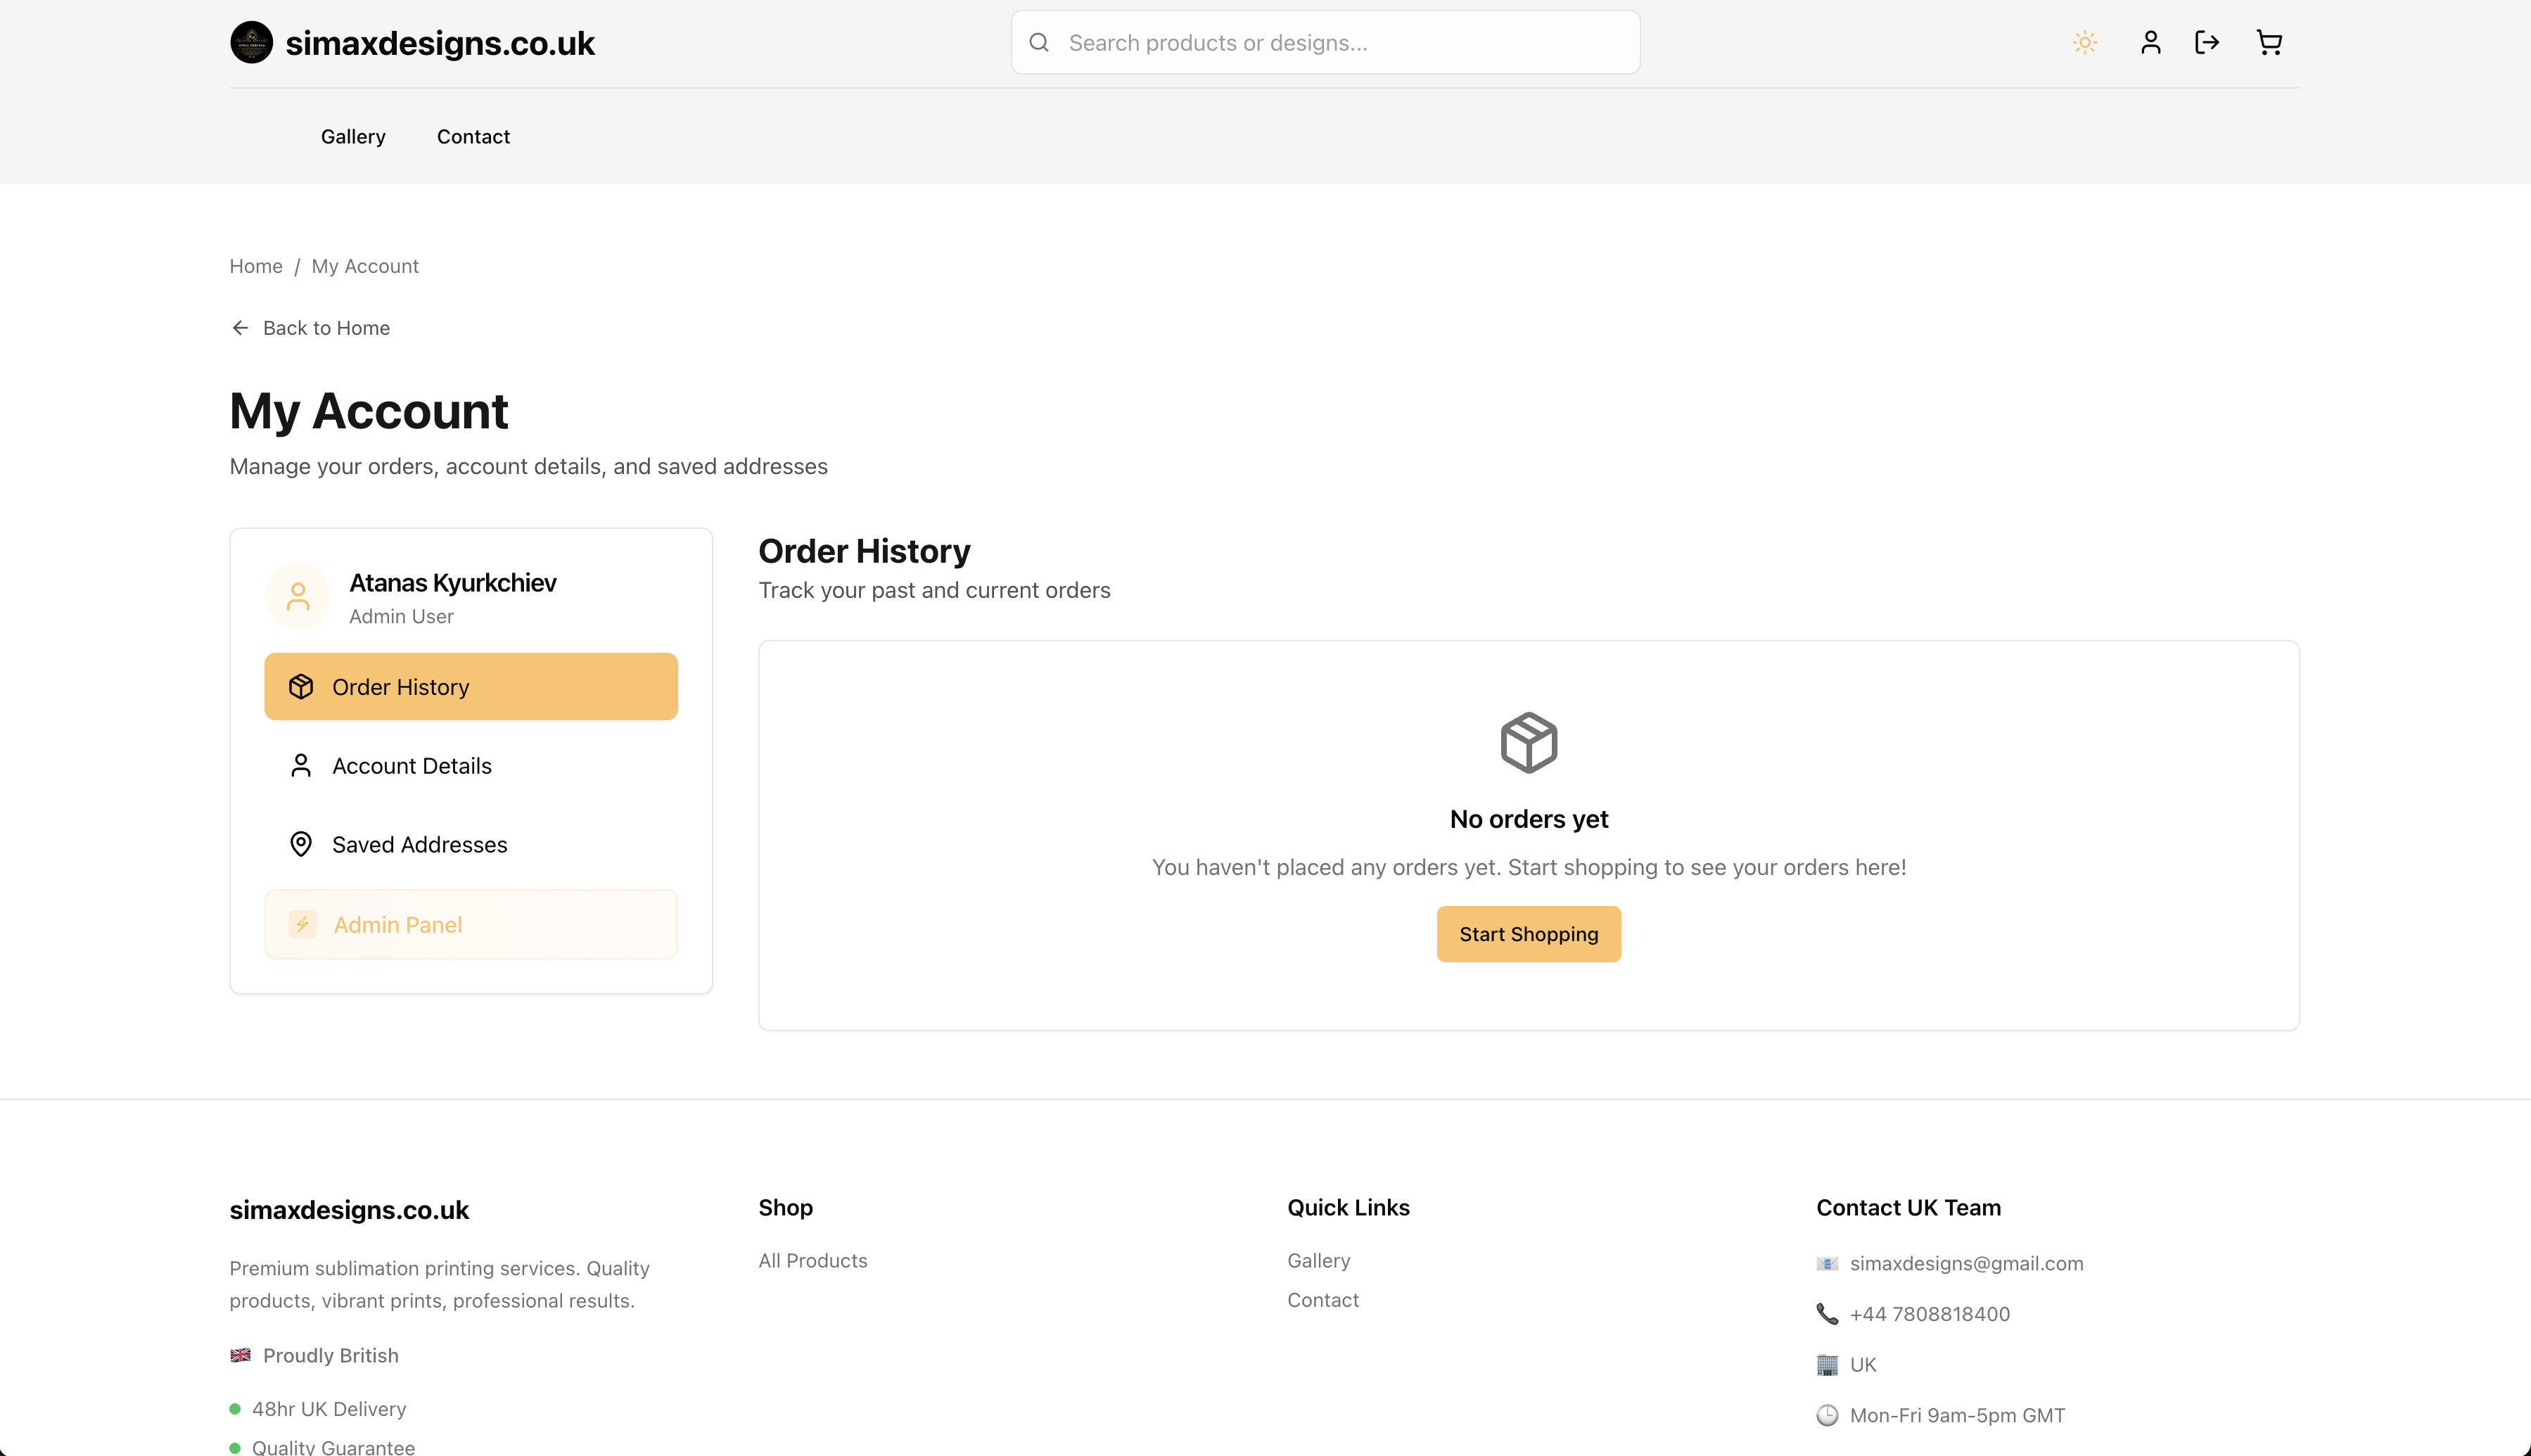 simaxdesigns.co.uk
Search products or designs...
Gallery
Contact
Home / My Account
Back to Home
My Account
Manage your orders, account details, and saved addresses
Atanas Kyurkchiev
Admin User
Order History
Account Details
Saved Addresses
Admin Panel
Order History
Track your past and current orders
No orders yet
You haven't placed any orders yet. Start shopping to see your orders here!
Start Shopping
simaxdesigns.co.uk
Premium sublimation printing services. Quality
products, vibrant prints, professional results.
Proudly British
48hr UK Delivery
Quality Guarantee
Shop
All Products
Quick Links
Gallery
Contact
Contact UK Team
simaxdesigns@gmail.com
+44 7808818400
UK
Mon-Fri 9am-5pm GMT